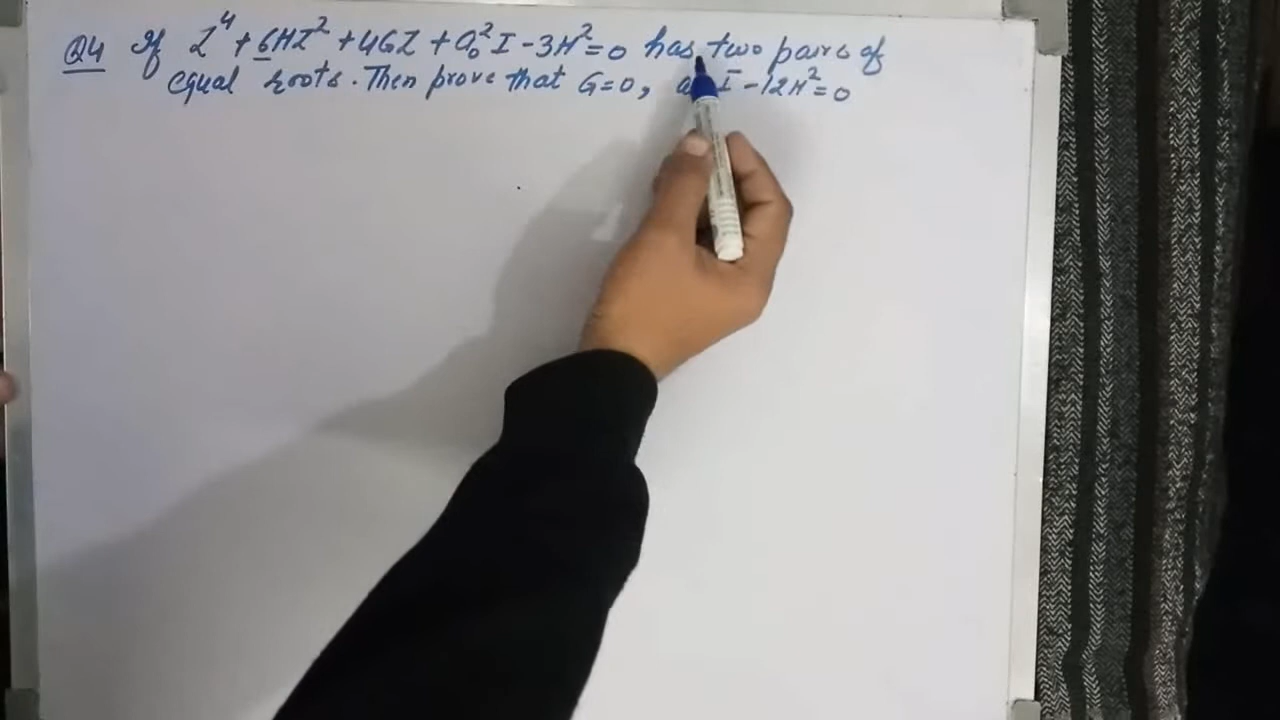 Q4 If Z⁴ + 6HZ² + 4GZ + a₀²I - 3H² = 0 has two pairs of
equal roots. Then prove that G=0, I - 12H² = 0